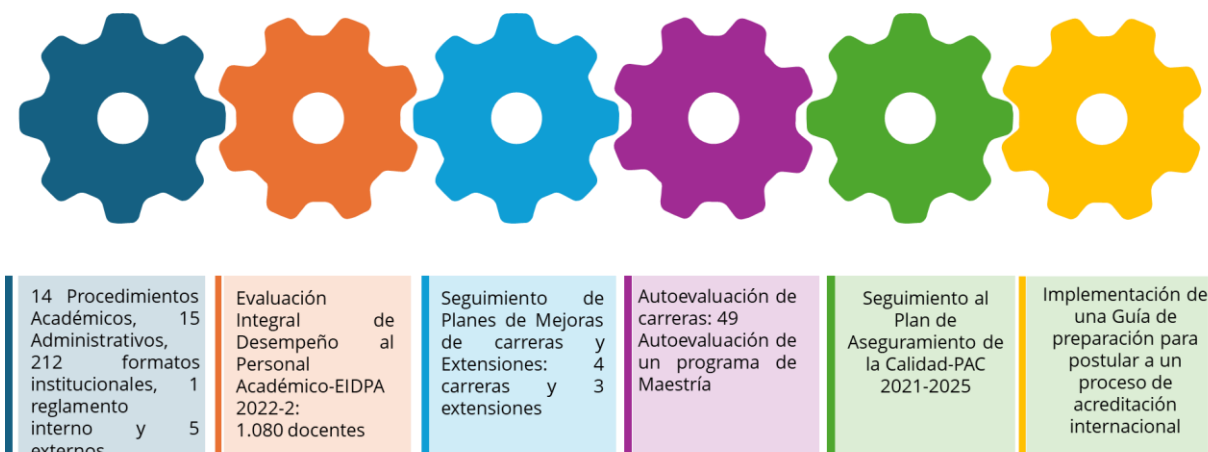 14 Procedimientos
Académicos, 15
Administrativos,
212 formatos
institucionales, 1
reglamento
interno y 5
externos
Evaluación
Integral de
Desempeño al
Personal
Académico-EIDPA
2022-2:
1.080 docentes
Seguimiento de
Planes de Mejoras
de carreras y
Extensiones: 4
carreras y 3
extensiones
Autoevaluación de
carreras: 49
Autoevaluación de
un programa de
Maestría
Seguimiento al
Plan de
Aseguramiento de
la Calidad-PAC
2021-2025
Implementación de
una Guía de
preparación para
postular a un
proceso de
acreditación
internacional